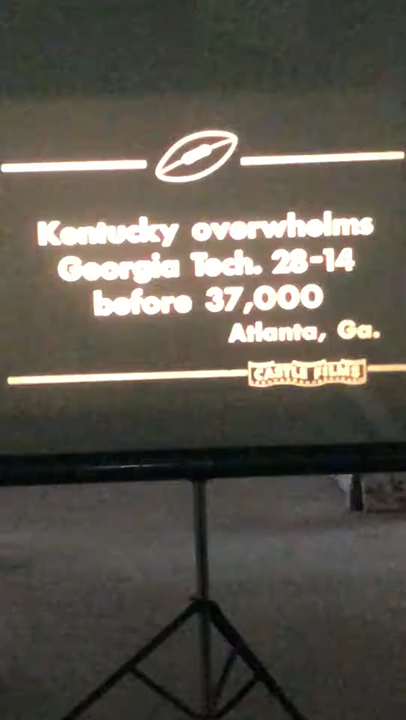 Kentucky overwhelms
Georgia Tech. 28-14
before 37,000
Atlanta, Ga.
CASTLE FILMS